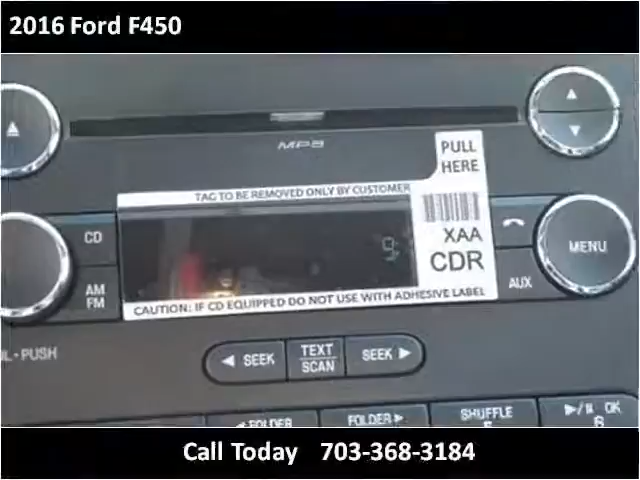 2016 Ford F450
MP3
PULL
HERE
TAG TO BE REMOVED ONLY BY CUSTOMER
XAA
CDR
CD
AM
FM
AUX
MENU
CAUTION: IF CD EQUIPPED DO NOT USE WITH ADHESIVE LABEL
PUSH
SEEK
TEXT
SCAN
SEEK
FOLDER
FOLDER
SHUFFLE
OK
Call Today 703-368-3184